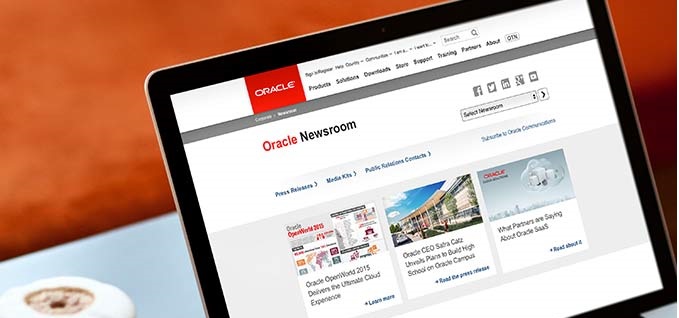 Sign In/Register Help Country Communities I am a... I want to... Search
ORACLE
Products Solutions Downloads Store Support Training Partners About OTN
Corporate Newsroom
Oracle Newsroom
Select Newsroom
Subscribe to Oracle Communications
Press Releases Media Kits Public Relations Contacts
Oracle
OpenWorld 2015
ORACLE
Oracle OpenWorld 2015
Delivers the Ultimate Cloud
Experience
Learn more
Oracle CEO Safra Catz
Unveils Plans to Build High
School on Oracle Campus
Read the press release
What Partners are Saying
About Oracle SaaS
Read about it